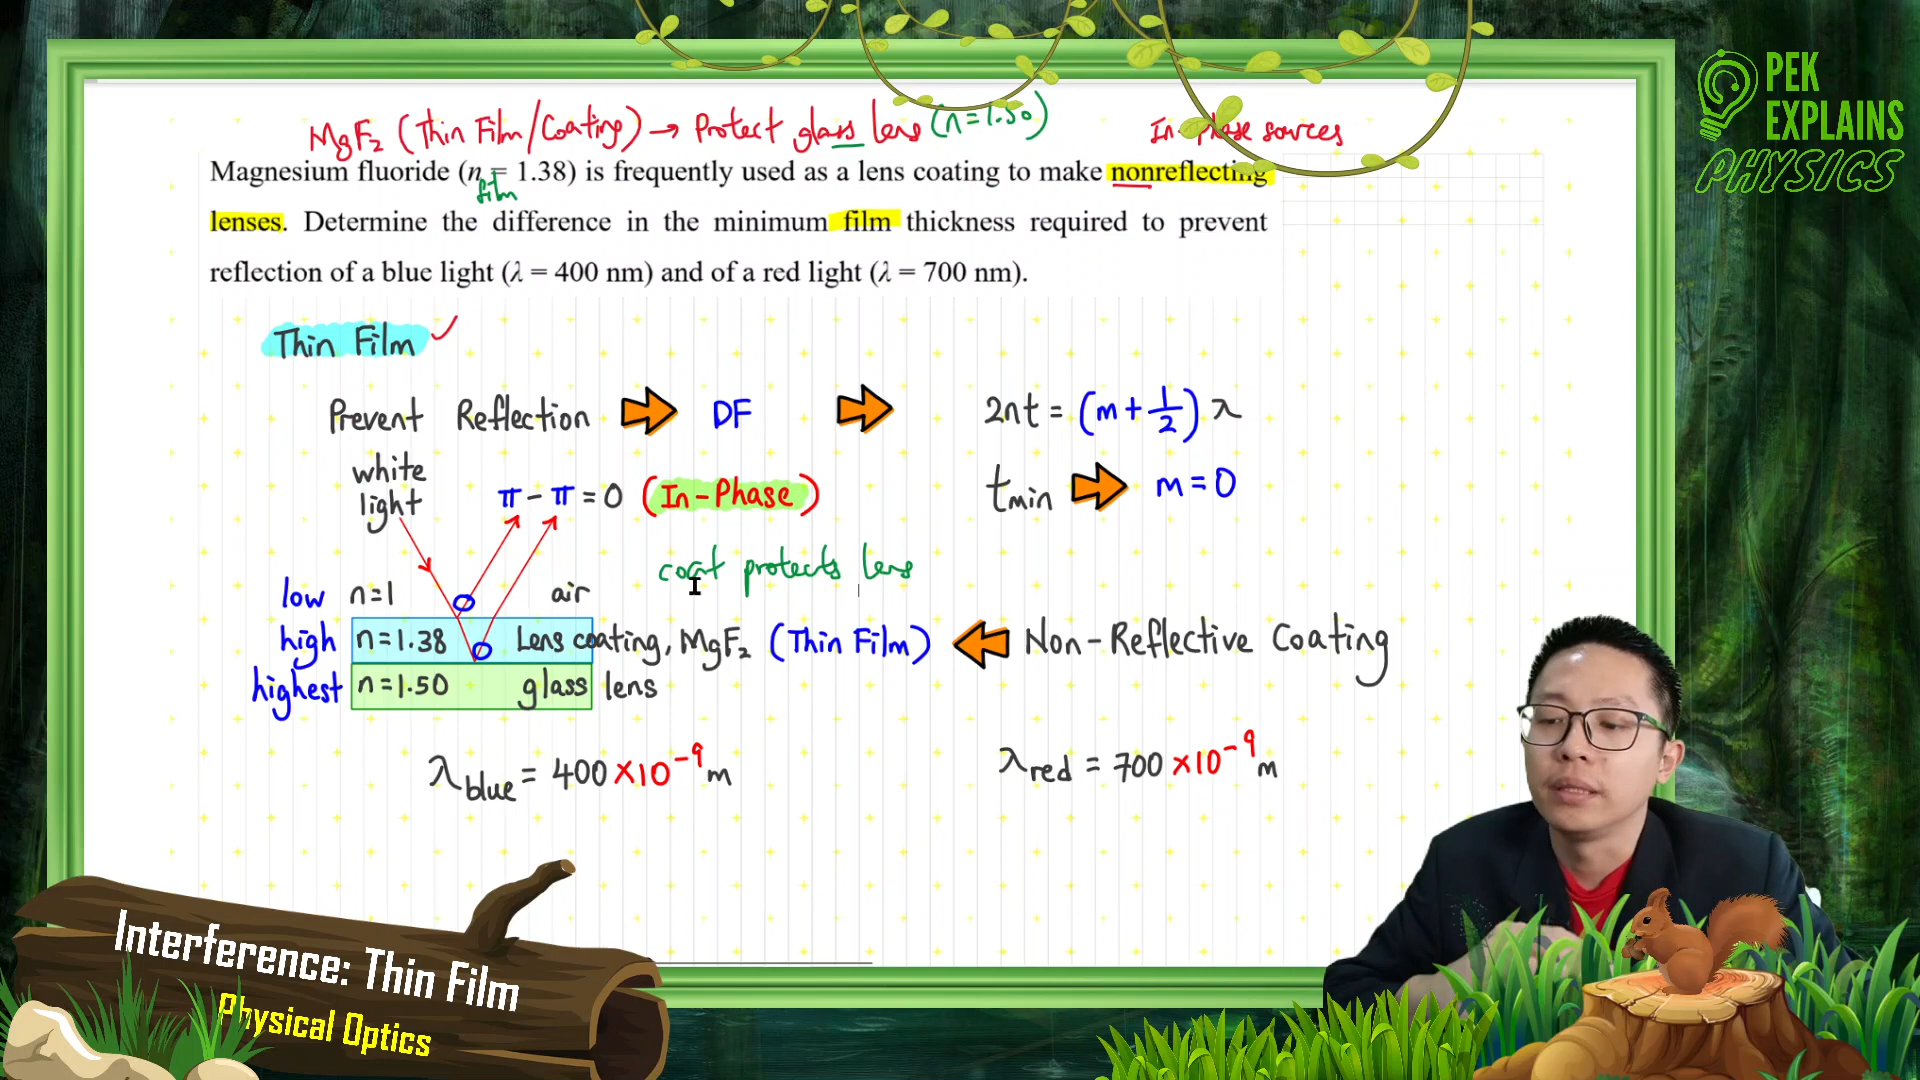 PEK
EXPLAINS
PHYSICS
MgF₂ (Thin Film/Coating) → Protect glass lens (n=1.50)
In-phase sources
Magnesium fluoride (n = 1.38) is frequently used as a lens coating to make nonreflecting
film
lenses. Determine the difference in the minimum film thickness required to prevent
reflection of a blue light (λ = 400 nm) and of a red light (λ = 700 nm).
Thin Film ✓
Prevent Reflection DF 2nt = (m + 1/2) λ
white
light π - π = 0 (In-Phase) tmin m = 0
coat protects lens
low n=1 air
high n=1.38 Lens coating, MgF₂ (Thin Film) Non-Reflective Coating
highest n=1.50 glass lens
λblue = 400 ×10⁻⁹ m λred = 700 ×10⁻⁹ m
Interference: Thin Film
Physical Optics